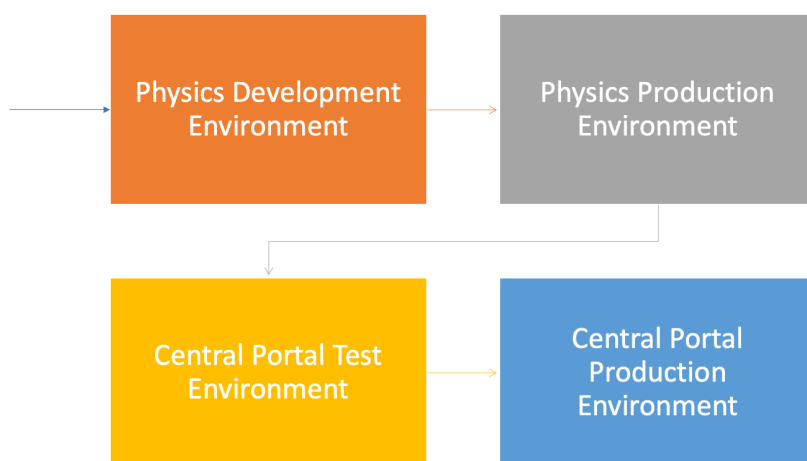 Physics Development
Environment
Physics Production
Environment
Central Portal Test
Environment
Central Portal
Production
Environment